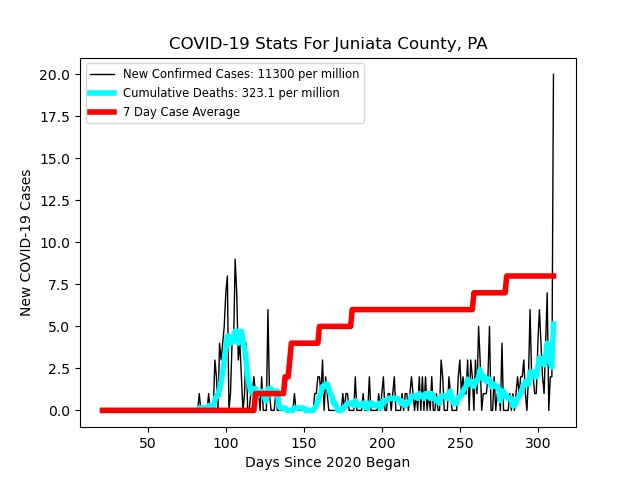 COVID-19 Stats For Juniata County, PA
New Confirmed Cases: 11300 per million
Cumulative Deaths: 323.1 per million
7 Day Case Average
20.0
17.5
15.0
12.5
10.0
7.5
5.0
2.5
0.0
New COVID-19 Cases
50 100 150 200 250 300
Days Since 2020 Began